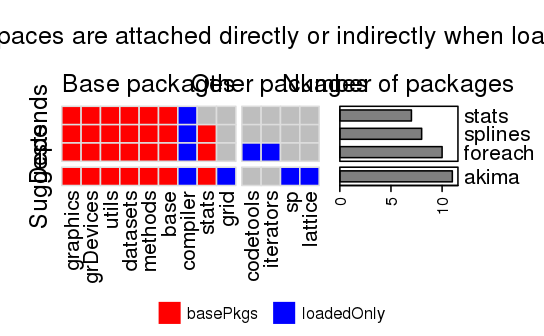 paces are attached directly or indirectly when loa
Base packages
Other packages
Number of packages
Depends
Suggests
stats
splines
foreach
akima
graphics
grDevices
utils
datasets
methods
base
compiler
stats
grid
codetools
iterators
sp
lattice
0
5
10
basePkgs
loadedOnly